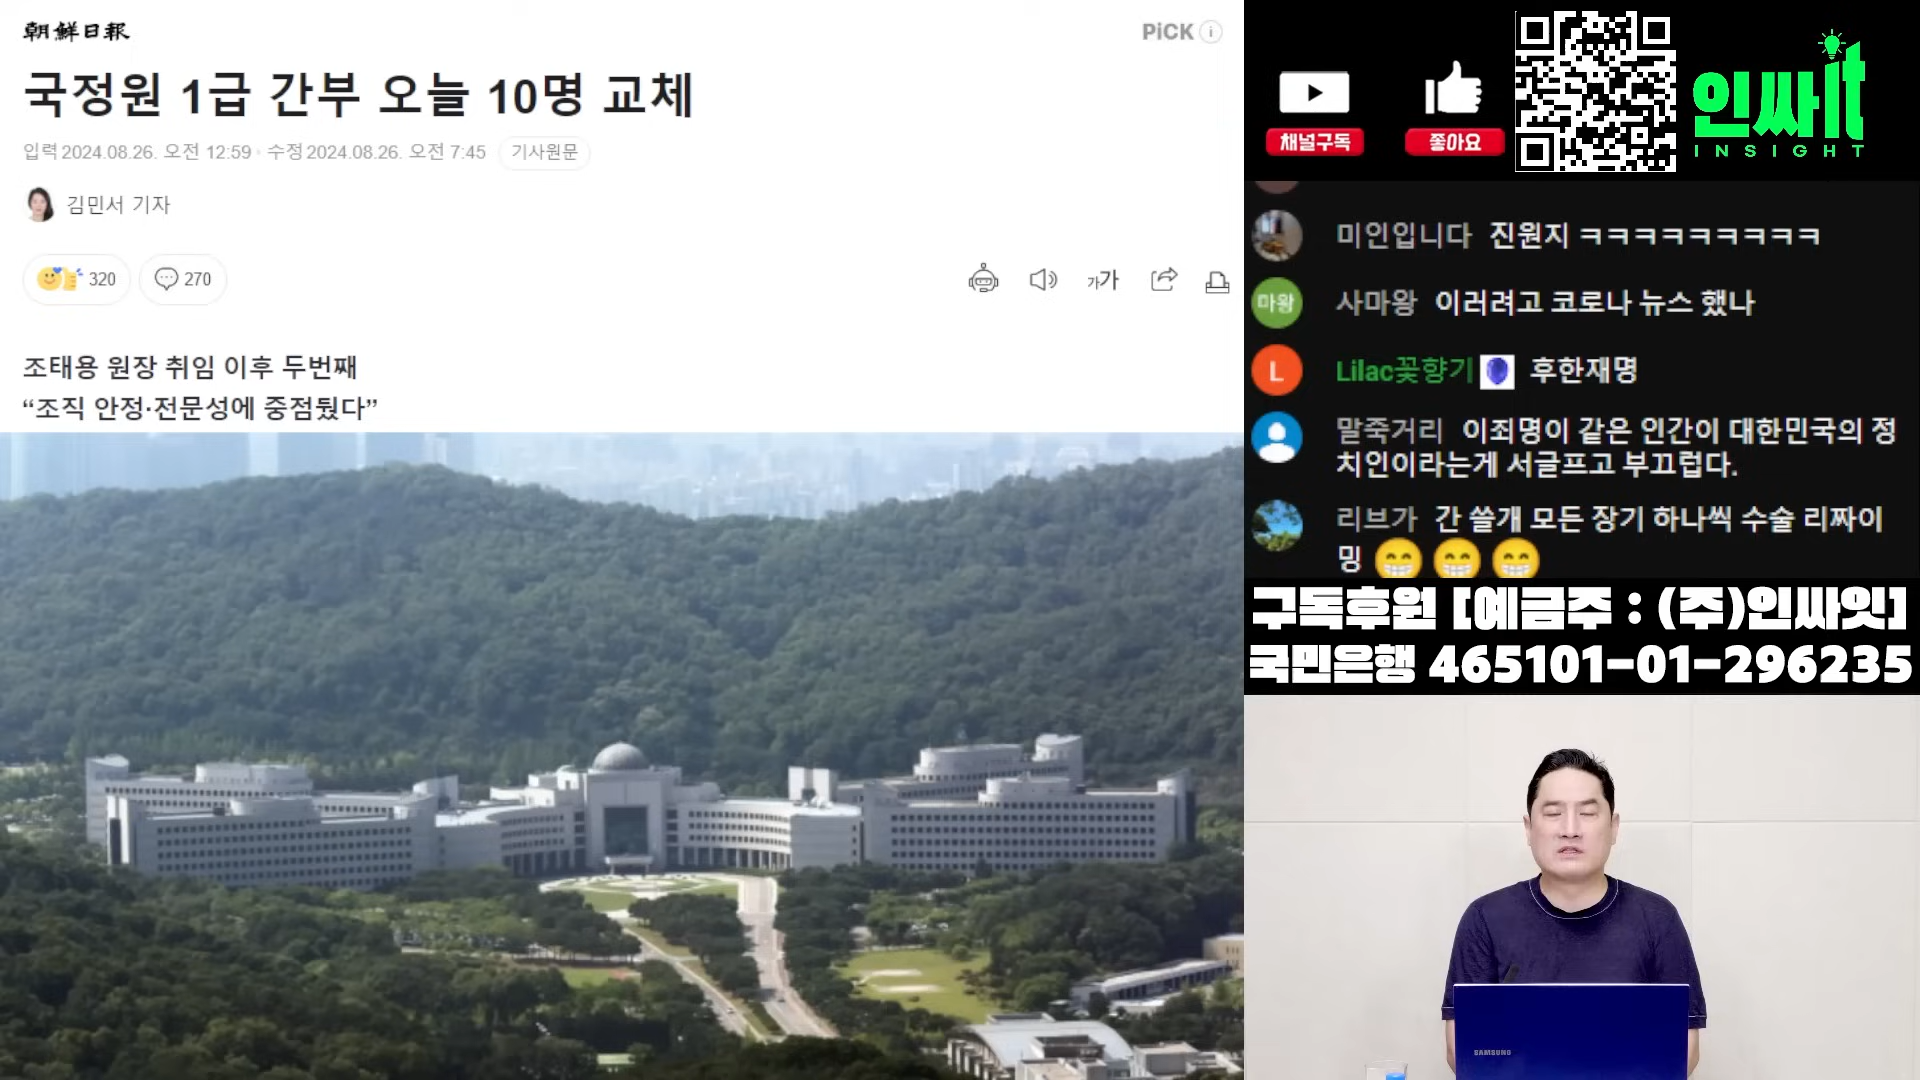 朝鮮日報
PiCK
국정원 1급 간부 오늘 10명 교체
입력 2024.08.26. 오전 12:59 · 수정 2024.08.26. 오전 7:45 기사원문
김민서 기자
320
270
가가
조태용 원장 취임 이후 두번째
“조직 안정·전문성에 중점뒀다”
채널구독
좋아요
인싸it
INSIGHT
미인입니다 진원지 ㅋㅋㅋㅋㅋㅋㅋㅋㅋ
마왕
사마왕 이러려고 코로나 뉴스 했나
L
Lilac꽃향기 후한재명
말죽거리 이죄명이 같은 인간이 대한민국의 정
치인이라는게 서글프고 부끄럽다.
리브가 간 쓸개 모든 장기 하나씩 수술 리짜이
밍
구독후원 [예금주 : (주)인싸잇]
국민은행 465101-01-296235
SAMSUNG